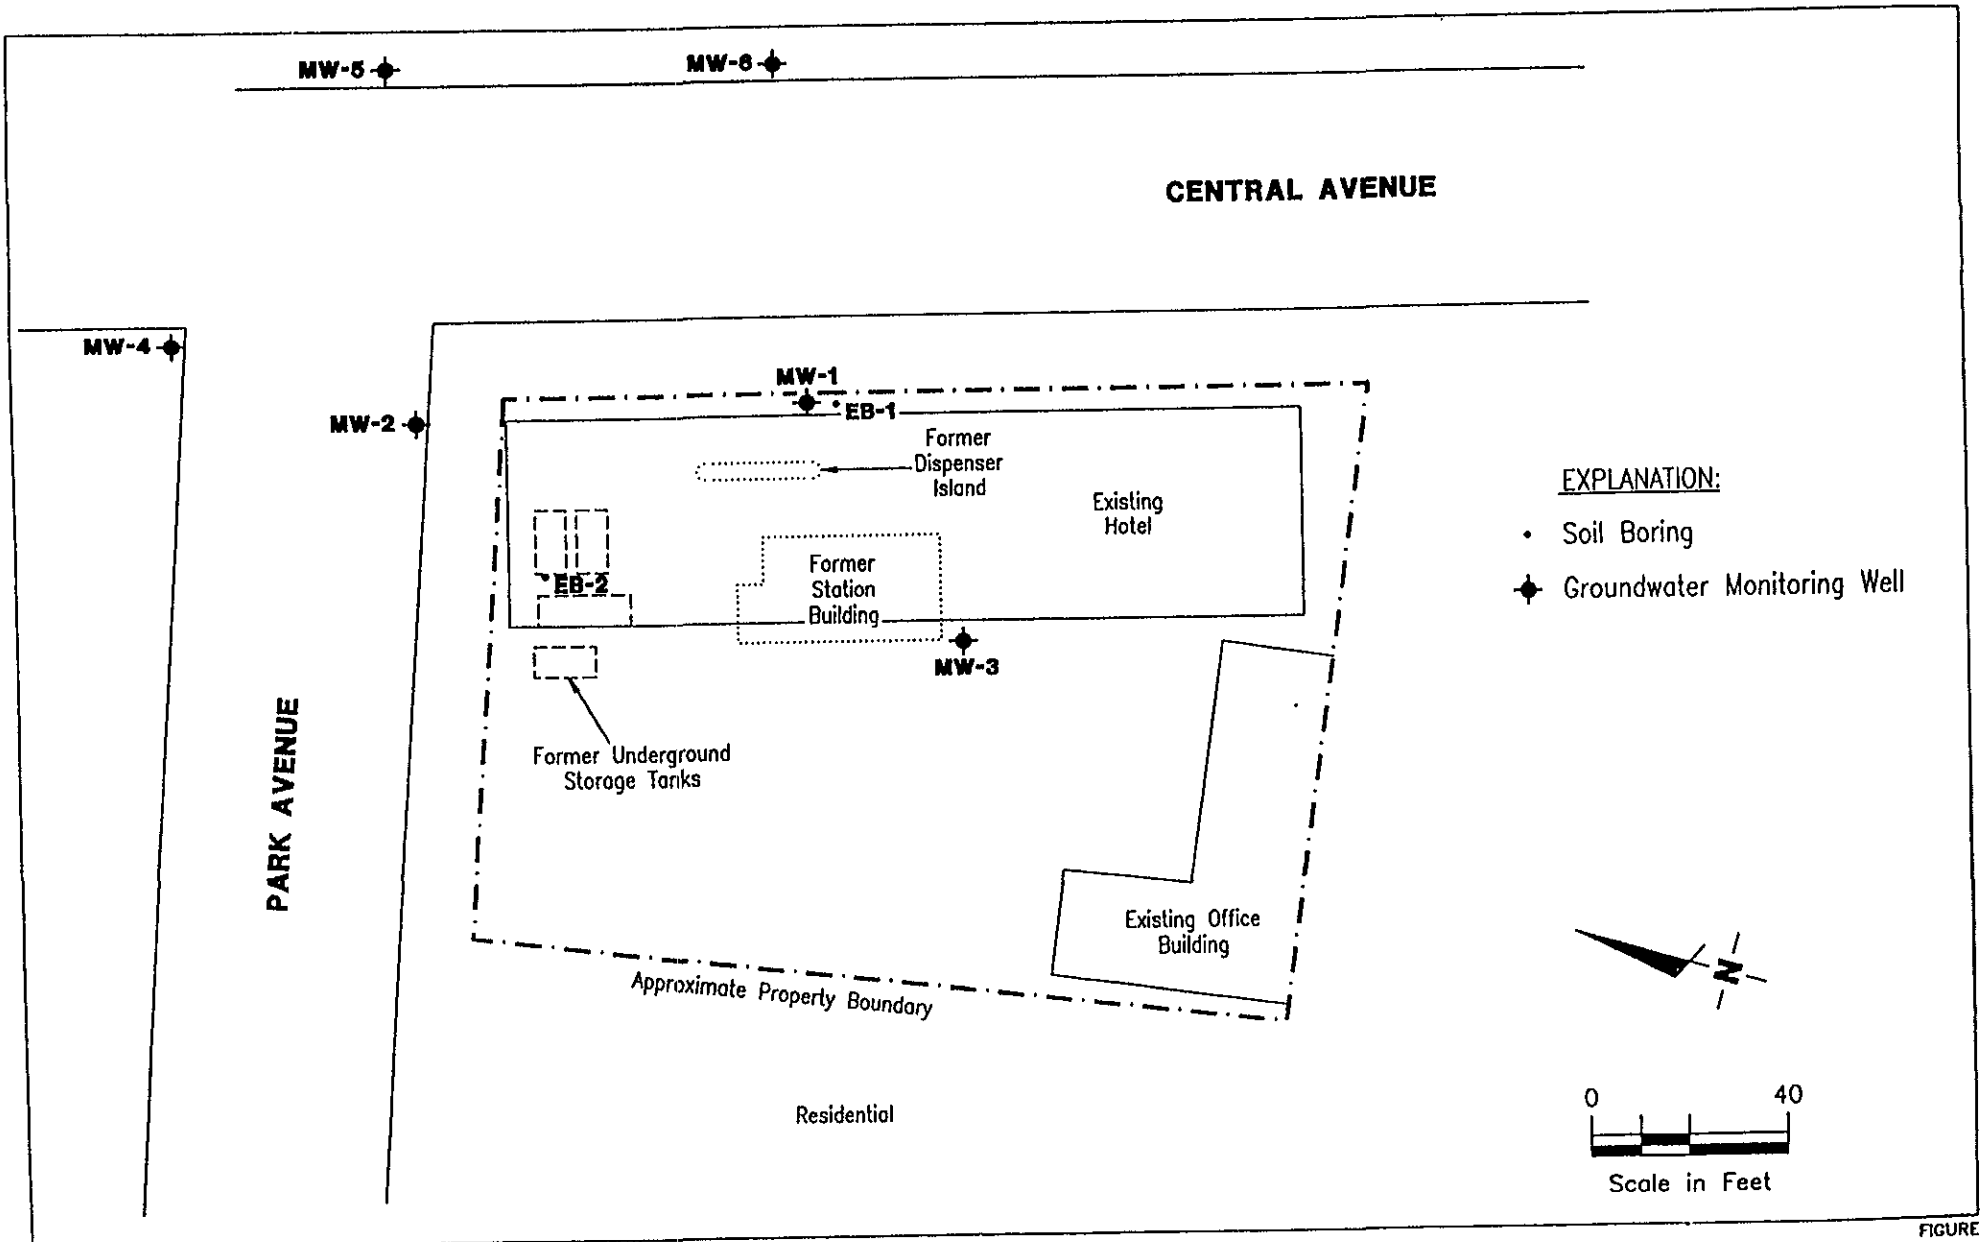 MW-5
MW-6
CENTRAL AVENUE
MW-4
MW-1
MW-2
EB-1
Former
Dispenser
Island
Existing
Hotel
EXPLANATION:
Soil Boring
Groundwater Monitoring Well
EB-2
Former
Station
Building
MW-3
PARK AVENUE
Former Underground
Storage Tanks
Existing Office
Building
Approximate Property Boundary
N
Residential
0 40
Scale in Feet
FIGURE